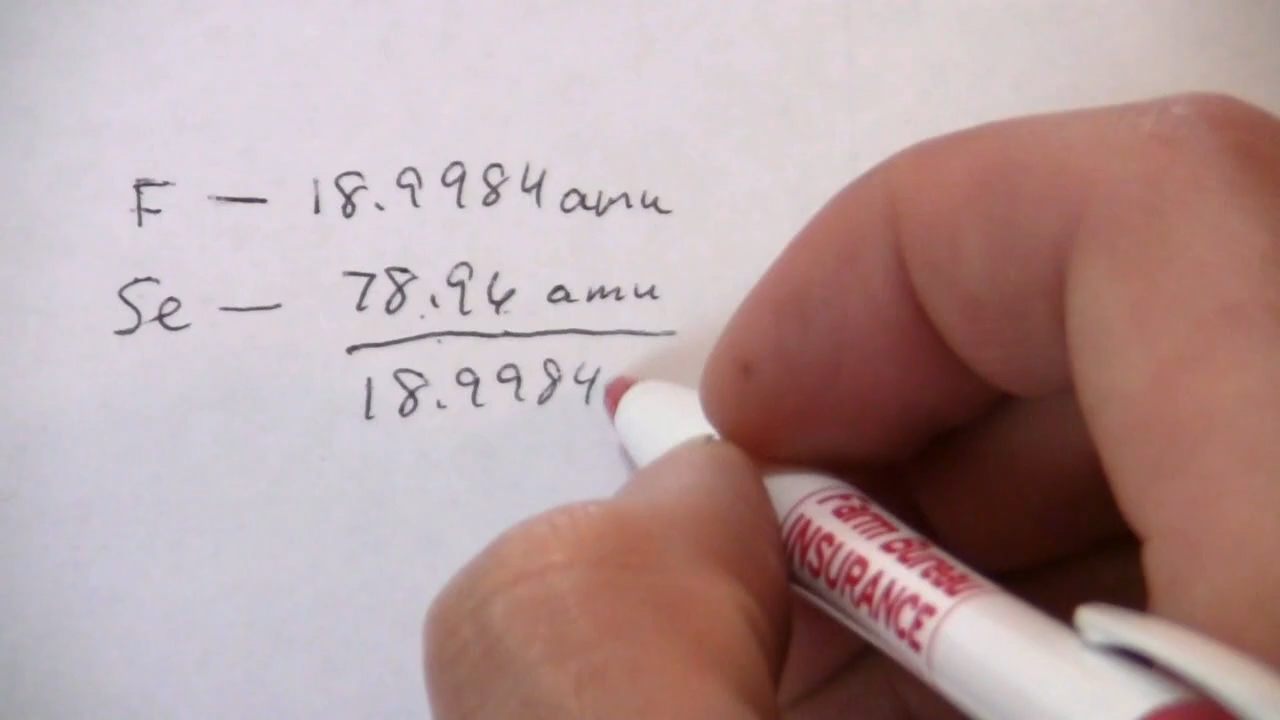 F — 18.9984 amu
Se — 78.96 amu
18.9984
Farm Bureau
INSURANCE